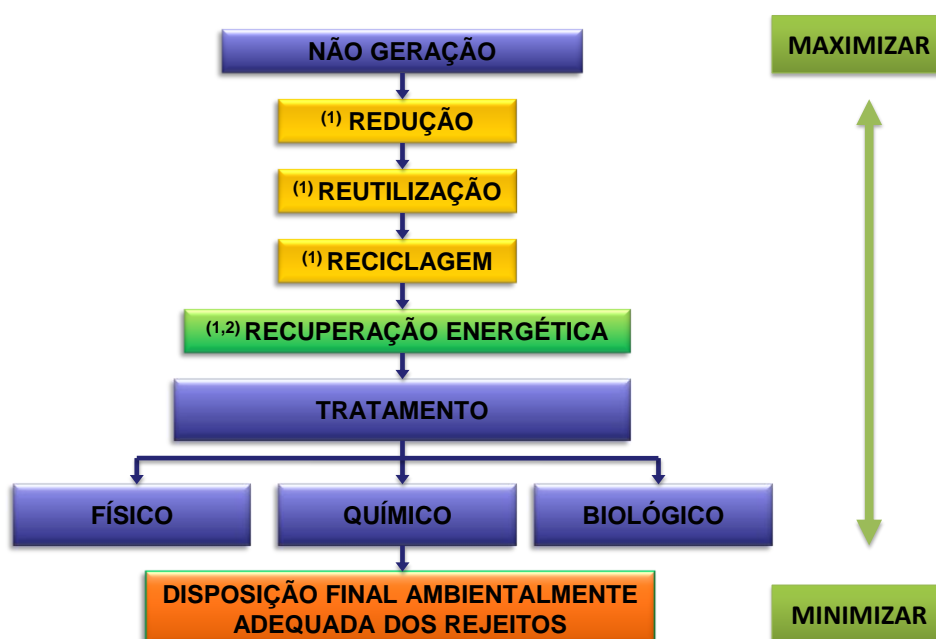 NÃO GERAÇÃO
MAXIMIZAR
(1) REDUÇÃO
(1) REUTILIZAÇÃO
(1) RECICLAGEM
(1,2) RECUPERAÇÃO ENERGÉTICA
TRATAMENTO
FÍSICO
QUÍMICO
BIOLÓGICO
DISPOSIÇÃO FINAL AMBIENTALMENTE
ADEQUADA DOS REJEITOS
MINIMIZAR